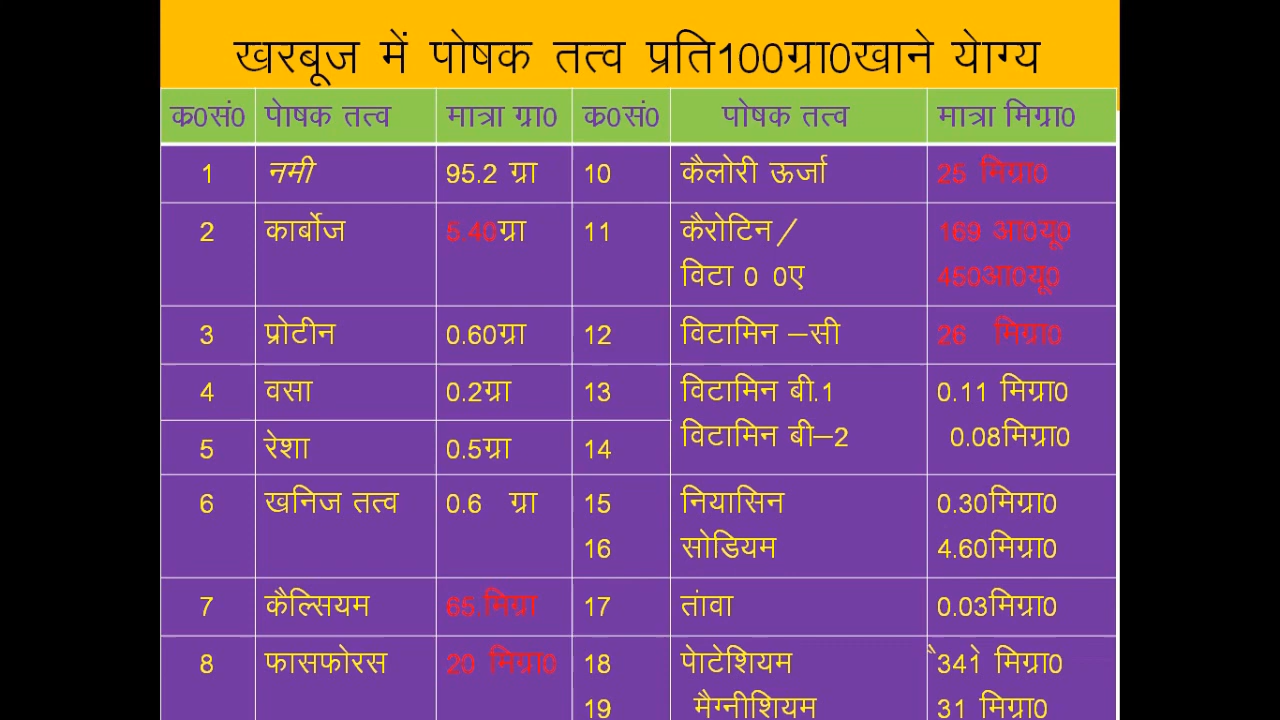 खरबूज में पोषक तत्व प्रति100ग्रा0खाने येाग्य
क0सं0 पेाषक तत्व मात्रा ग्रा0 क0सं0 पोषक तत्व मात्रा मिग्रा0
1 नमी 95.2 ग्रा 10 कैलोरी ऊर्जा 25 मिग्रा0
2 कार्बोज 5.40ग्रा 11 कैरोटिन / 169 आ0यू0
विटा 0 0ए 450आ0यू0
3 प्रोटीन 0.60ग्रा 12 विटामिन –सी 26 मिग्रा0
4 वसा 0.2ग्रा 13 विटामिन बी.1 0.11 मिग्रा0
5 रेशा 0.5ग्रा 14 विटामिन बी–2 0.08मिग्रा0
6 खनिज तत्व 0.6 ग्रा 15 नियासिन 0.30मिग्रा0
16 सोडियम 4.60मिग्रा0
7 कैल्सियम 65 मिग्रा 17 तांवा 0.03मिग्रा0
8 फासफोरस 20 मिग्रा0 18 पेाटेशियम ै341े मिग्रा0
19 मैग्नीशियम 31 मिग्रा0